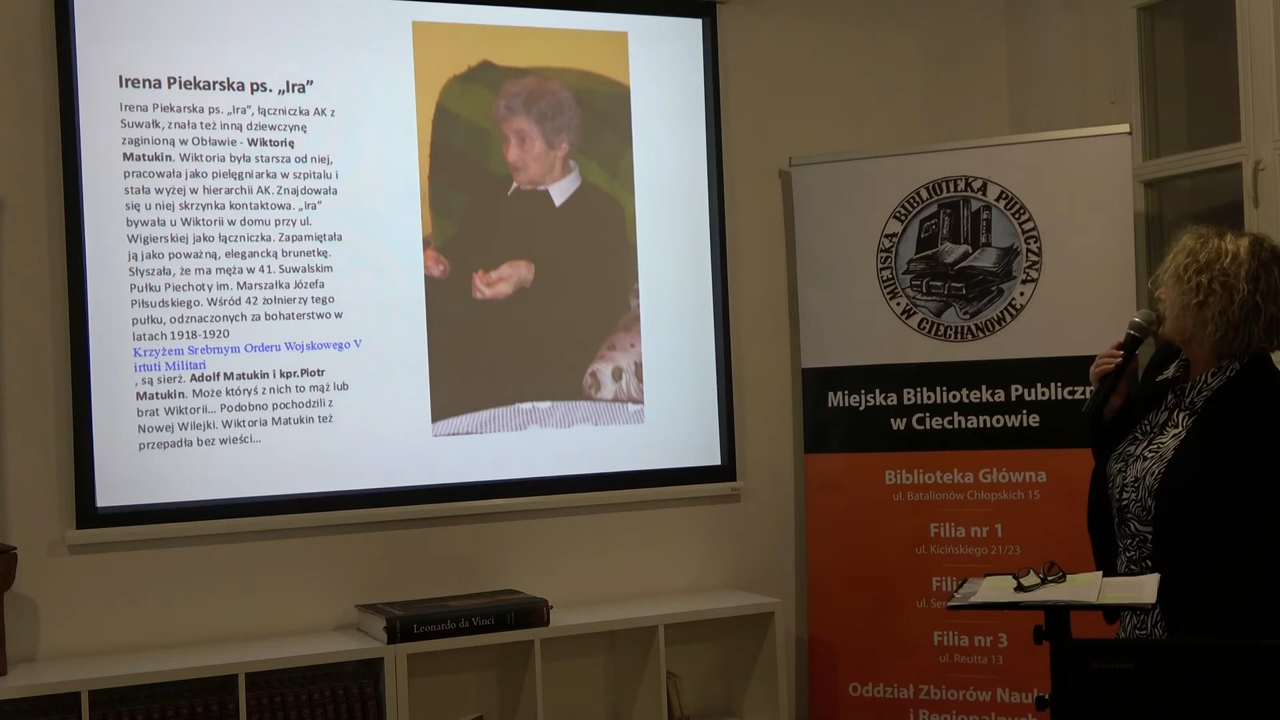 Irena Piekarska ps. „Ira”
Irena Piekarska ps. „Ira”, łączniczka AK z
Suwałk, znała też inną dziewczynę
zaginioną w Obławie - Wiktorię
Matukin. Wiktoria była starsza od niej,
pracowała jako pielęgniarka w szpitalu i
stała wyżej w hierarchii AK. Znajdowała
się u niej skrzynka kontaktowa. „Ira”
bywała u Wiktorii w domu przy ul.
Wigierskiej jako łączniczka. Zapamiętała
ją jako poważną, elegancką brunetkę.
Słyszała, że ma męża w 41. Suwalskim
Pułku Piechoty im. Marszałka Józefa
Piłsudskiego. Wśród 42 żołnierzy tego
pułku, odznaczonych za bohaterstwo w
latach 1918-1920
Krzyżem Srebrnym Orderu Wojskowego V
irtuti Militari
, są sierż. Adolf Matukin i kpr.Piotr
Matukin. Może któryś z nich to mąż lub
brat Wiktorii... Podobno pochodzili z
Nowej Wilejki. Wiktoria Matukin też
przepadła bez wieści...
MIEJSKA BIBLIOTEKA PUBLICZNA
• W CIECHANOWIE •
Miejska Biblioteka Publiczn
w Ciechanowie
Biblioteka Główna
ul. Batalionów Chłopskich 15
Filia nr 1
ul. Kicińskiego 21/23
Fili
ul. Ser
Filia nr 3
ul. Reutta 13
Oddział Zbiorów Nauk
i Regionalnych
Leonardo da Vinci